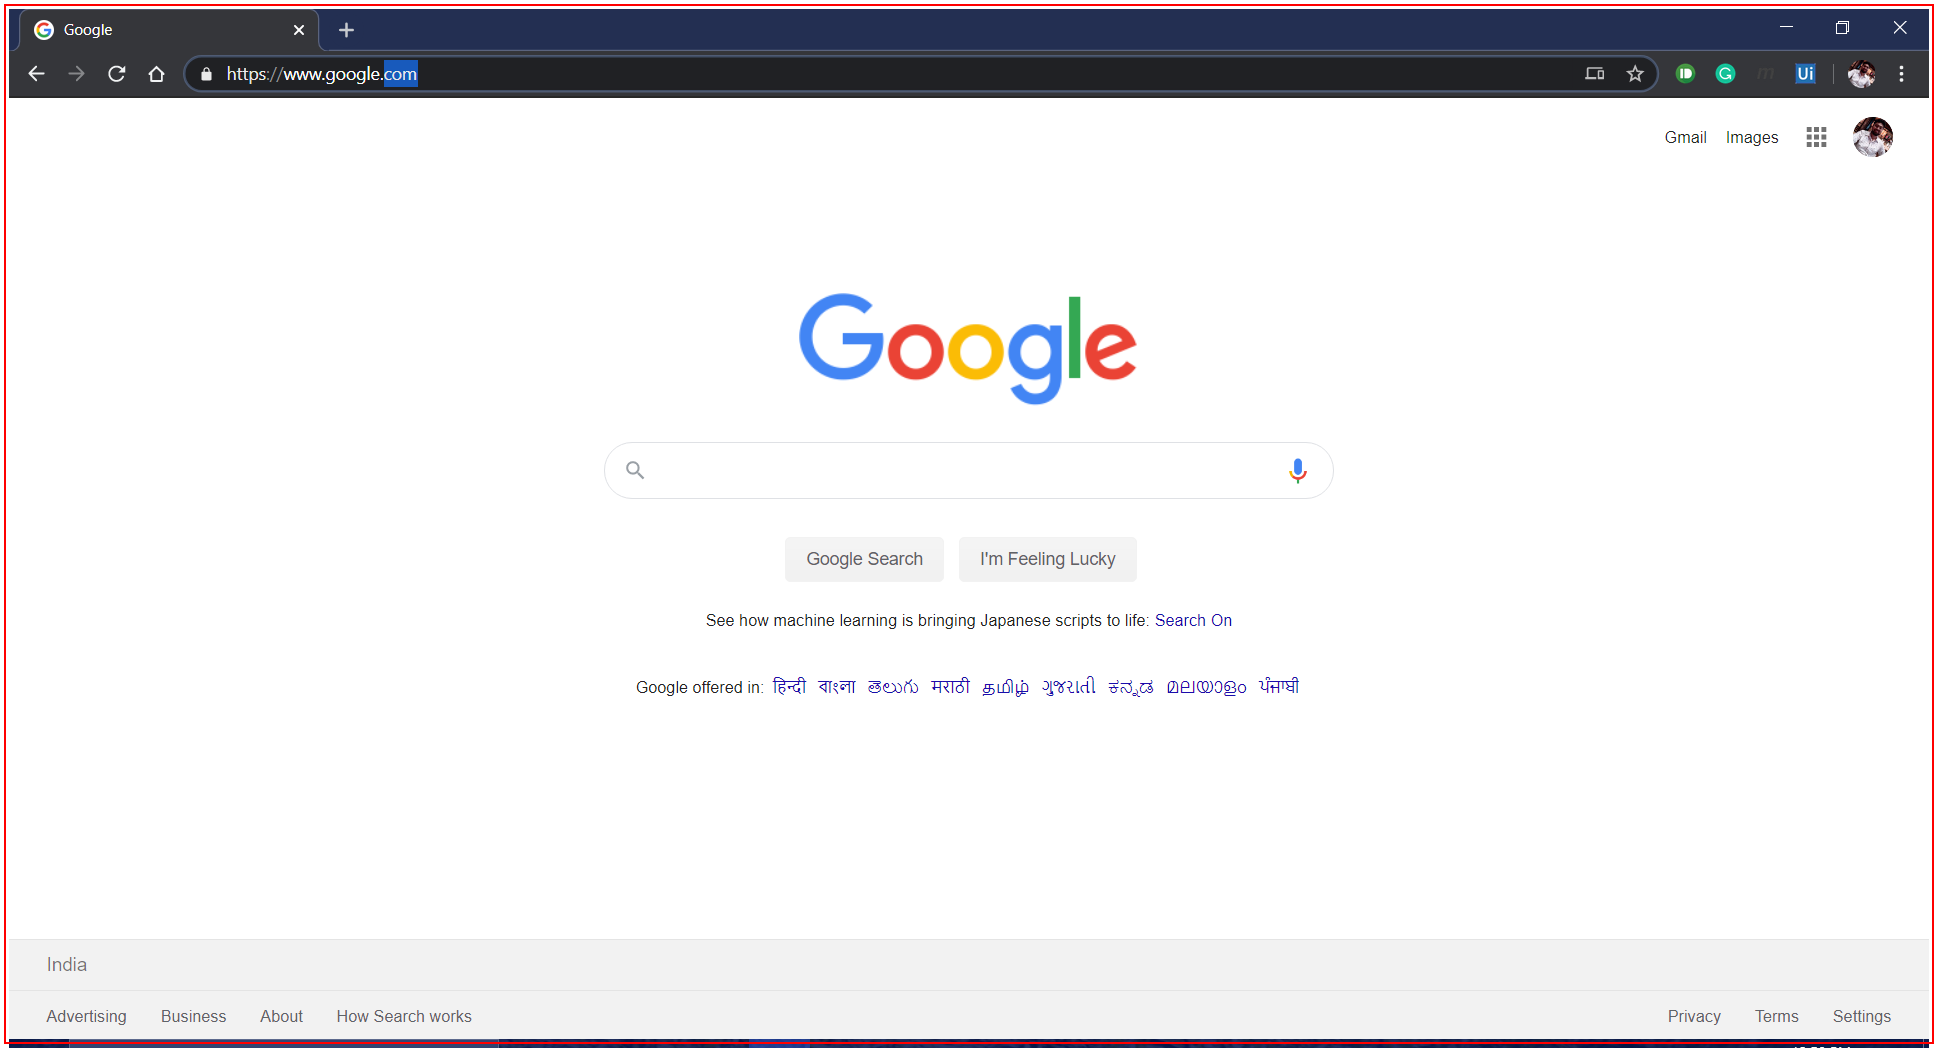 Google
https://www.google.com
Ui
Gmail Images
Google
Google Search I'm Feeling Lucky
See how machine learning is bringing Japanese scripts to life: Search On
Google offered in: हिन्दी বাংলা తెలుగు मराठी தமிழ் ગુજરાતી ಕನ್ನಡ മലയാളം ਪੰਜਾਬੀ
India
Advertising Business About How Search works Privacy Terms Settings